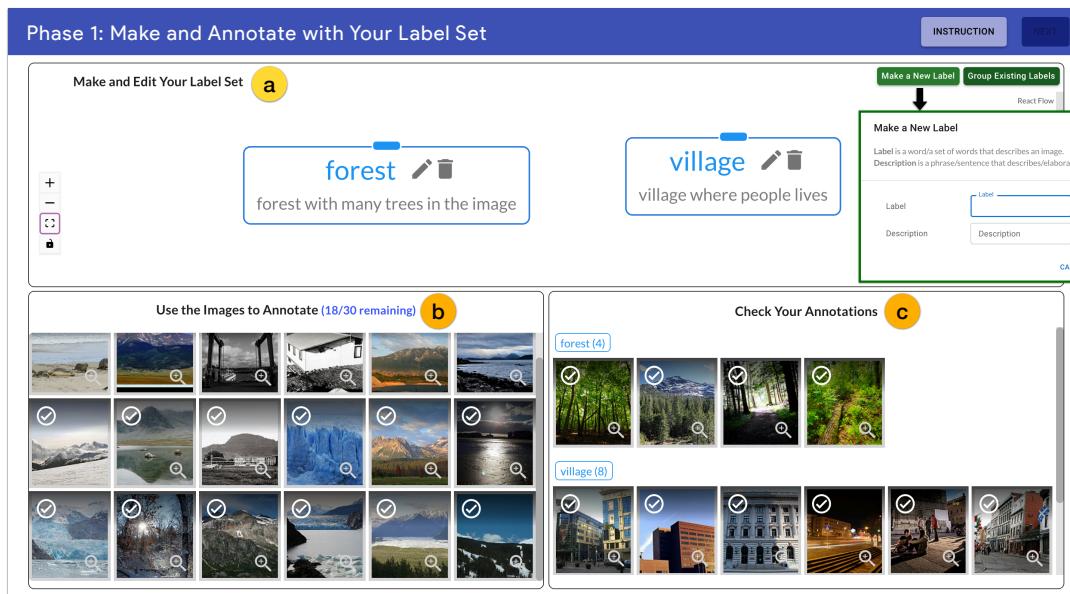 Phase 1: Make and Annotate with Your Label Set
INSTRUCTION
NEXT
Make and Edit Your Label Set
a
Make a New Label
Group Existing Labels
React Flow
forest
forest with many trees in the image
village
village where people lives
Make a New Label
Label is a word/a set of words that describes an image.
Description is a phrase/sentence that describes/elabora
Label
Label
Description
Description
CA
Use the Images to Annotate (18/30 remaining)
b
Check Your Annotations
c
forest (4)
village (8)